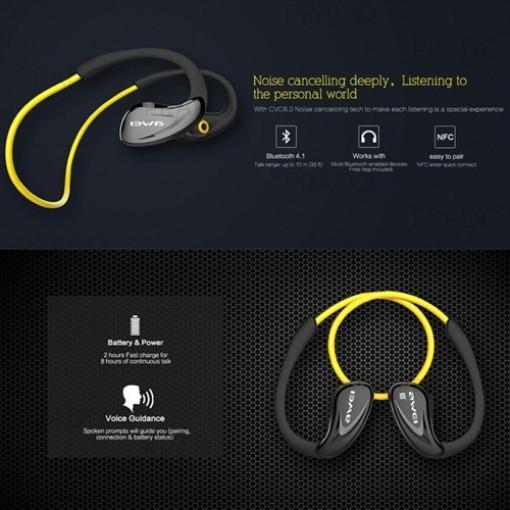 Noise cancelling deeply, Listening to
the personal world
With CVC6.0 Noise canceloling tech to make each listening is a special experience
NFC
Bluetooth 4.1
Works with
easy to pair
Talk range: up to 10 m (33 ft)
Most Bluetooth enabled devices
Free App included
NFC enter quick connect
AWEI
Battery & Power
2 hours Fast charge for
8 hours of continuous talk
Voice Guidance
Spoken prompts will guide you (pairing,
connection & battery status)
AWEI
AWEI